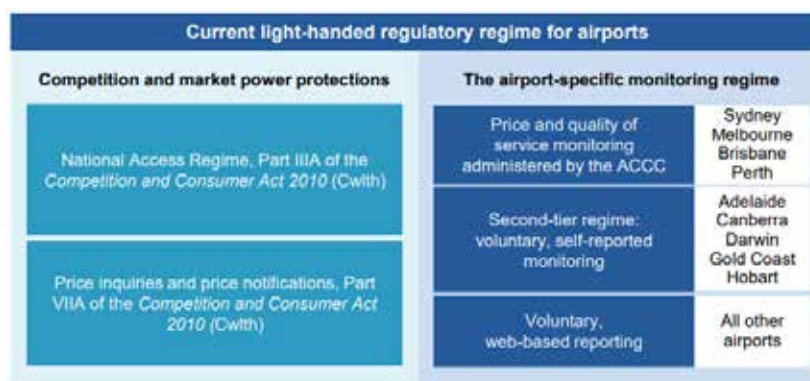 Current light-handed regulatory regime for airports
Competition and market power protections
National Access Regime, Part IIIA of the
Competition and Consumer Act 2010 (Cwlth)
Price inquiries and price notifications, Part
VIIA of the Competition and Consumer Act
2010 (Cwlth)
The airport-specific monitoring regime
Price and quality of
service monitoring
administered by the ACCC
Sydney
Melbourne
Brisbane
Perth
Second-tier regime:
voluntary, self-reported
monitoring
Adelaide
Canberra
Darwin
Gold Coast
Hobart
Voluntary,
web-based reporting
All other
airports